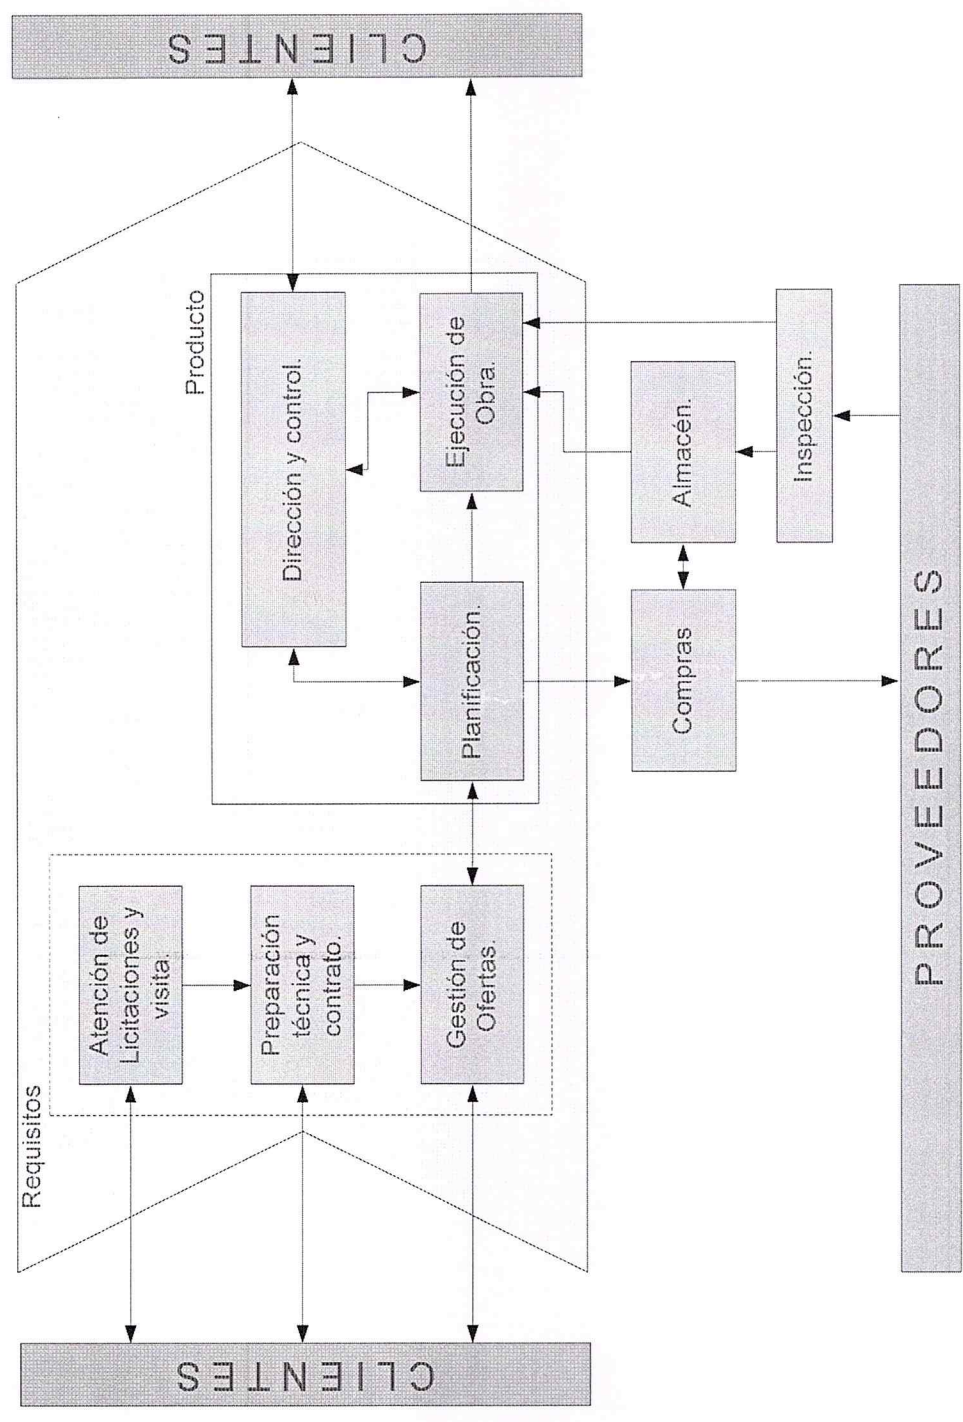 CLIENTES
Requisitos
Atención de
Licitaciones y
visita.
Preparación
técnica y
contrato.
Gestión de
Ofertas.
Producto
Dirección y control.
Planificación.
Ejecución de
Obra.
Compras
Almacén.
Inspección.
PROVEEDORES
CLIENTES